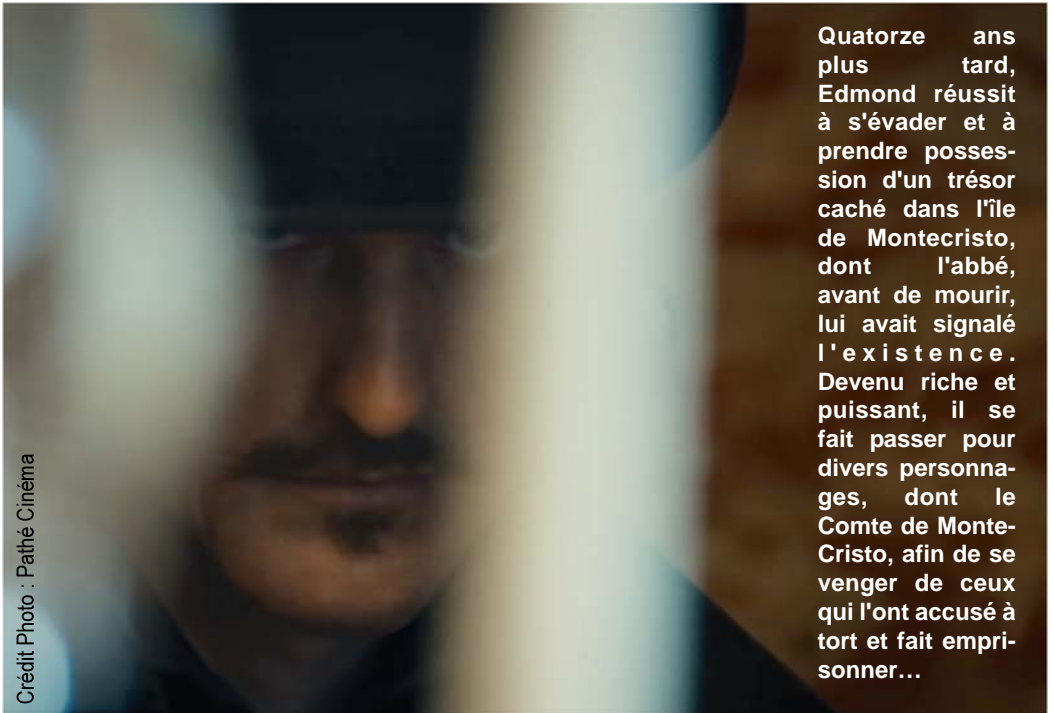 Quatorze ans
plus tard,
Edmond réussit
à s'évader et à
prendre posses-
sion d'un trésor
caché dans l'île
de Montecristo,
dont l'abbé,
avant de mourir,
lui avait signalé
l'existence.
Devenu riche et
puissant, il se
fait passer pour
divers personna-
ges, dont le
Comte de Monte-
Cristo, afin de se
venger de ceux
qui l'ont accusé à
tort et fait empri-
sonner…
Crédit Photo : Pathé Cinéma